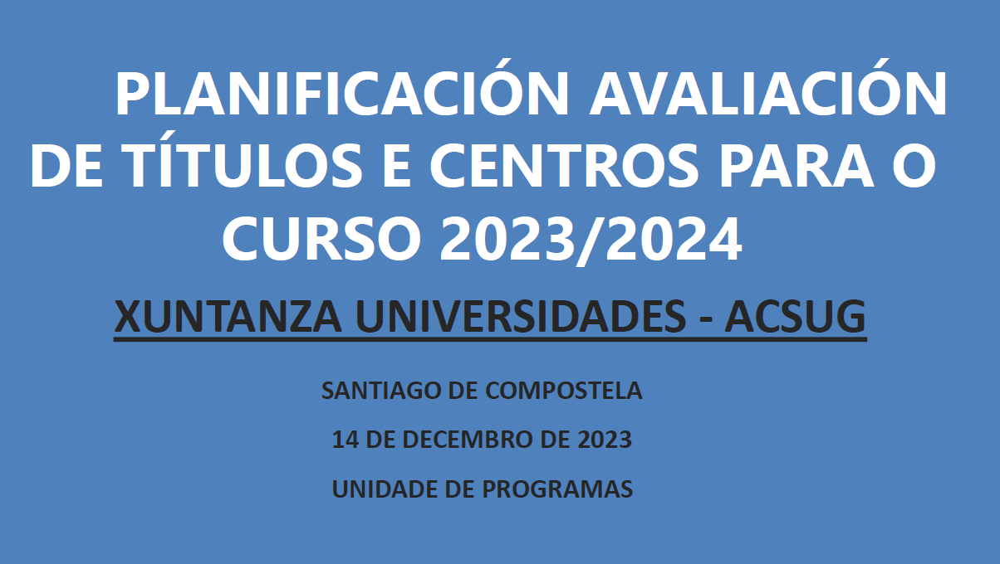 PLANIFICACIÓN AVALIACIÓN
DE TÍTULOS E CENTROS PARA O
CURSO 2023/2024
XUNTANZA UNIVERSIDADES - ACSUG
SANTIAGO DE COMPOSTELA
14 DE DECEMBRO DE 2023
UNIDADE DE PROGRAMAS